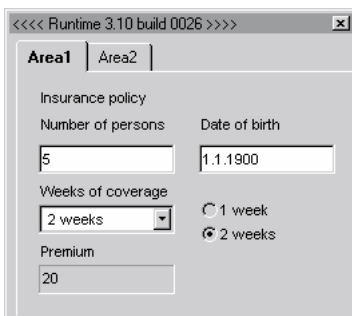 <<<< Runtime 3.10 build 0026 >>>>
Area1 Area2
Insurance policy
Number of persons Date of birth
5 1.1.1900
Weeks of coverage
2 weeks
1 week
2 weeks
Premium
20